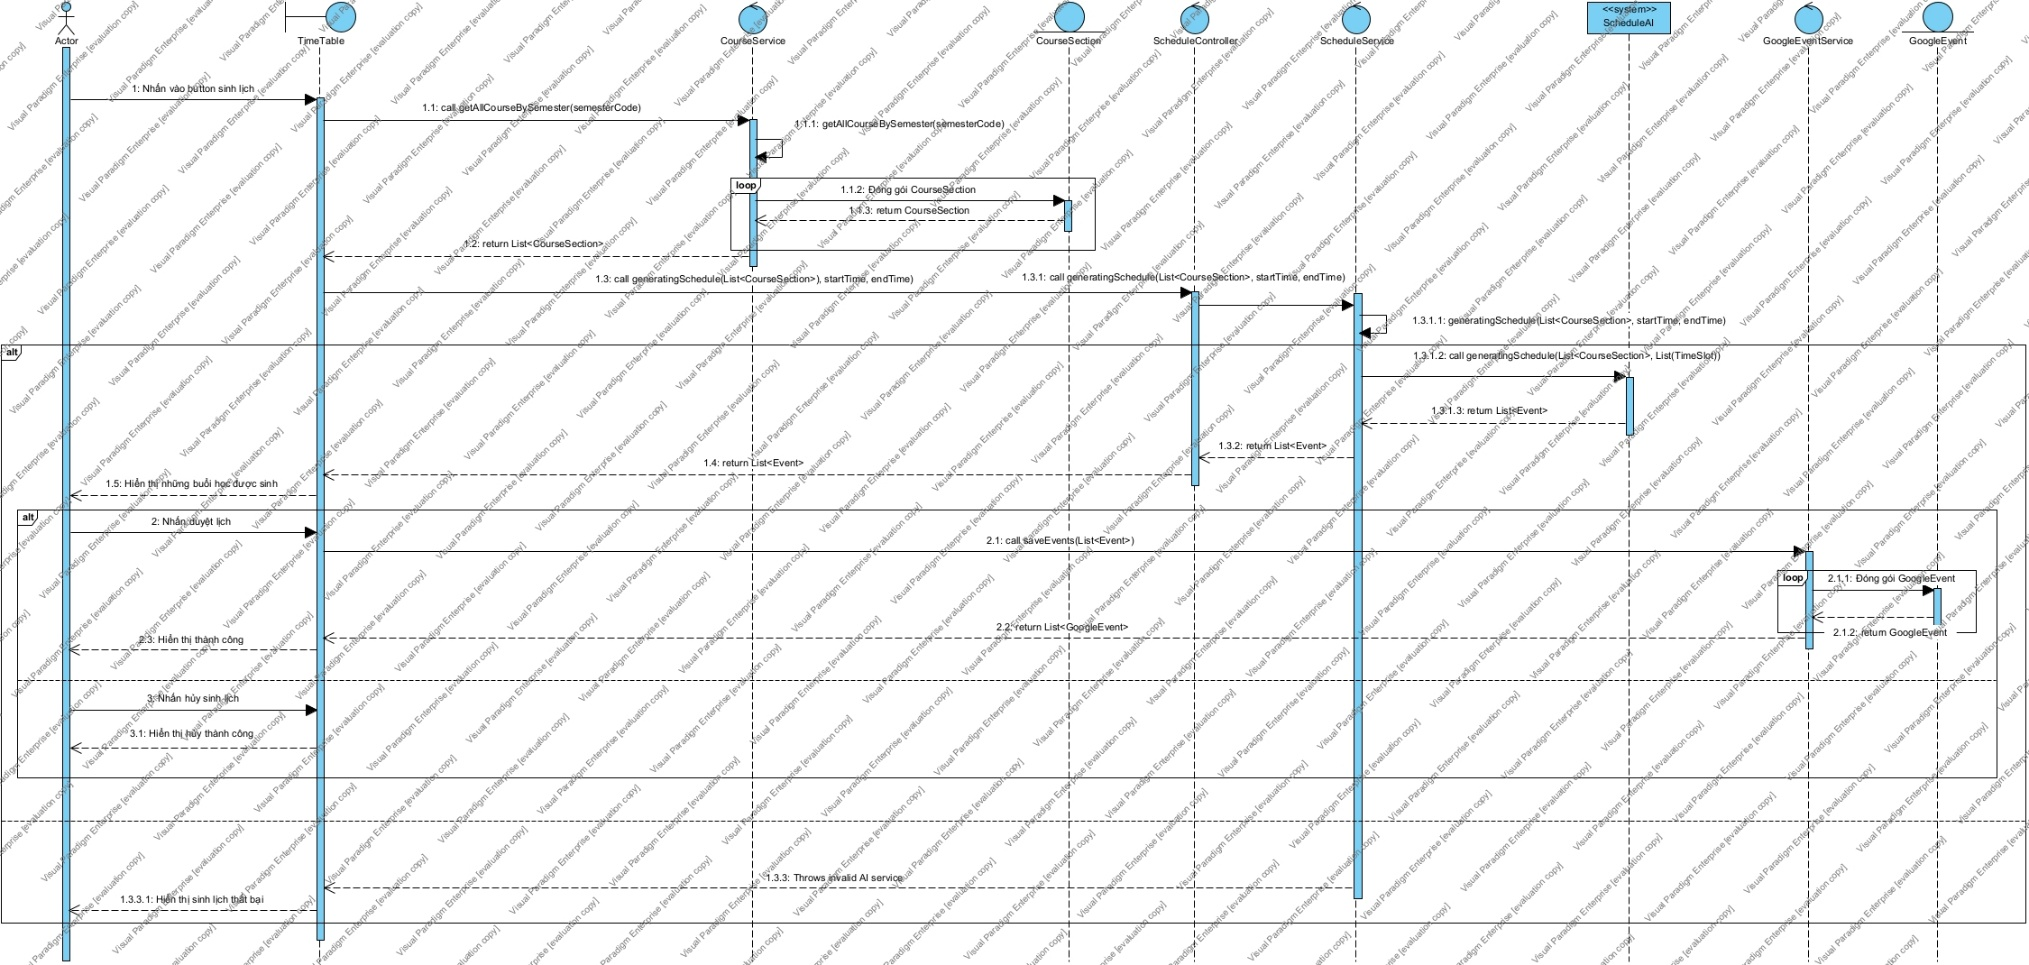 <<system>>
ScheduleAI
Actor
TimeTable
CourseService
CourseSection
ScheduleController
ScheduleService
GoogleEventService
GoogleEvent
1: Nhấn vào button sinh lịch
1.1: call getAllCourseBySemester(semesterCode)
1.1.1: getAllCourseBySemester(semesterCode)
loop
1.1.2: Đóng gói CourseSection
1.1.3: return CourseSection
1.2: return List<CourseSection>
1.3: call generatingSchedule(List<CourseSection>), startTime, endTime)
1.3.1: call generatingSchedule(List<CourseSection>, startTime, endTime)
1.3.1.1: generatingSchedule(List<CourseSection>, startTime, endTime)
alt
1.3.1.2: call generatingSchedule(List<CourseSection>, List(TimeSlot))
1.3.1.3: return List<Event>
1.3.2: return List<Event>
1.4: return List<Event>
1.5: Hiển thị những buổi học được sinh
alt
2: Nhấn duyệt lịch
2.1: call saveEvents(List<Event>)
loop
2.1.1: Đóng gói GoogleEvent
2.1.2: return GoogleEvent
2.2: return List<GoogleEvent>
2.3: Hiển thị thành công
3: Nhấn hủy sinh lịch
3.1: Hiển thị hủy thành công
1.3.3: Throws invalid AI service
1.3.3.1: Hiển thị sinh lịch thất bại
Visual Paradigm Enterprise [evaluation copy]